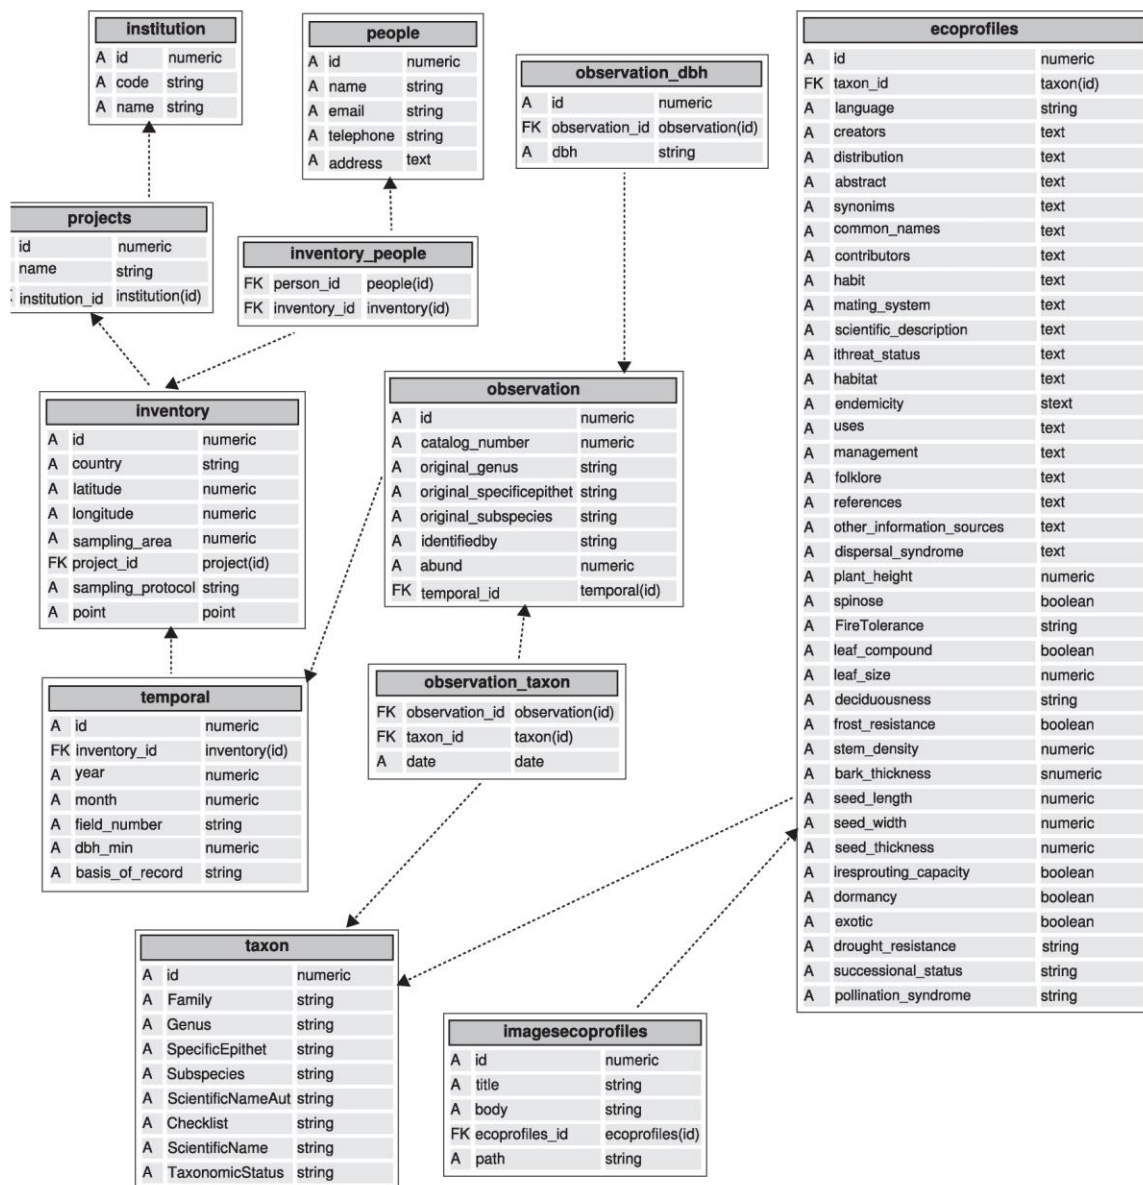 institution
A id numeric
A code string
A name string
people
A id numeric
A name string
A email string
A telephone string
A address text
observation_dbh
A id numeric
FK observation_id observation(id)
A dbh string
ecoprofiles
A id numeric
FK taxon_id taxon(id)
A language string
A creators text
A distribution text
A abstract text
A synonims text
A common_names text
A contributors text
A habit text
A mating_system text
A scientific_description text
A ithreat_status text
A habitat text
A endemicity stext
A uses text
A management text
A folklore text
A references text
A other_information_sources text
A dispersal_syndrome text
A plant_height numeric
A spinose boolean
A FireTolerance string
A leaf_compound boolean
A leaf_size numeric
A deciduousness string
A frost_resistance boolean
A stem_density numeric
A bark_thickness snumeric
A seed_length numeric
A seed_width numeric
A seed_thickness numeric
A iresprouting_capacity boolean
A dormancy boolean
A exotic boolean
A drought_resistance string
A successional_status string
A pollination_syndrome string
projects
id numeric
name string
institution_id institution(id)
inventory_people
FK person_id people(id)
FK inventory_id inventory(id)
inventory
A id numeric
A country string
A latitude numeric
A longitude numeric
A sampling_area numeric
FK project_id project(id)
A sampling_protocol string
A point point
observation
A id numeric
A catalog_number numeric
A original_genus string
A original_specificepithet string
A original_subspecies string
A identifiedby string
A abund numeric
FK temporal_id temporal(id)
temporal
A id numeric
FK inventory_id inventory(id)
A year numeric
A month numeric
A field_number string
A dbh_min numeric
A basis_of_record string
observation_taxon
FK observation_id observation(id)
FK taxon_id taxon(id)
A date date
taxon
A id numeric
A Family string
A Genus string
A SpecificEpithet string
A Subspecies string
A ScientificNameAut string
A Checklist string
A ScientificName string
A TaxonomicStatus string
imagesecoprofiles
A id numeric
A title string
A body string
FK ecoprofiles_id ecoprofiles(id)
A path string